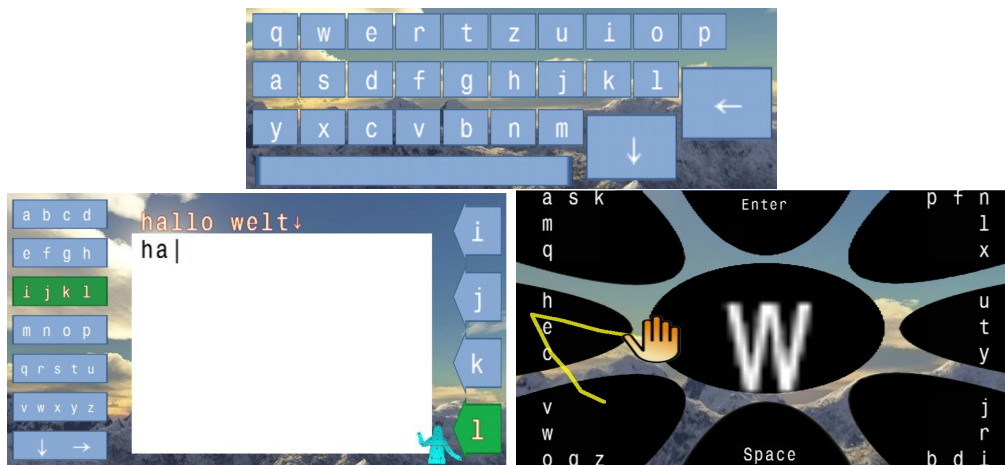 q w e r t z u i o p
a s d f g h j k l ←
y x c v b n m ↓
a b c d
e f g h
i j k l
m n o p
q r s t u
v w x y z
↓ →
hallo welt↓
ha|
i
j
k
l
a s k
m
q
Enter
p f n
l
x
h
e
c
W
u
t
y
v
w
o g z
Space
j
r
b d i